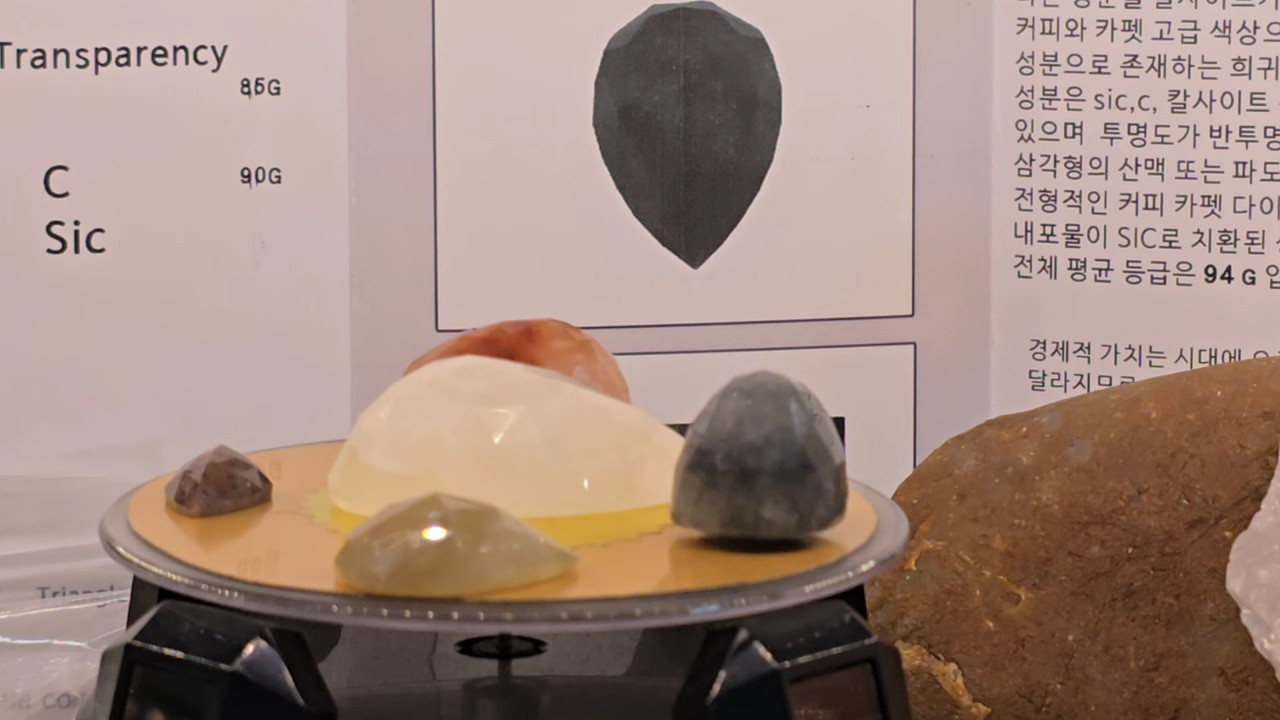 Transparency
85G
C
90G
Sic
커피와 카펫 고급 색상으
성분으로 존재하는 희귀
성분은 sic,c, 칼사이트
있으며 투명도가 반투명
삼각형의 산맥 또는 파도
전형적인 커피 카펫 다이
내포물이 SIC로 치환된
전체 평균 등급은 94 G 입
경제적 가치는 시대에
달라지므로
Triangle